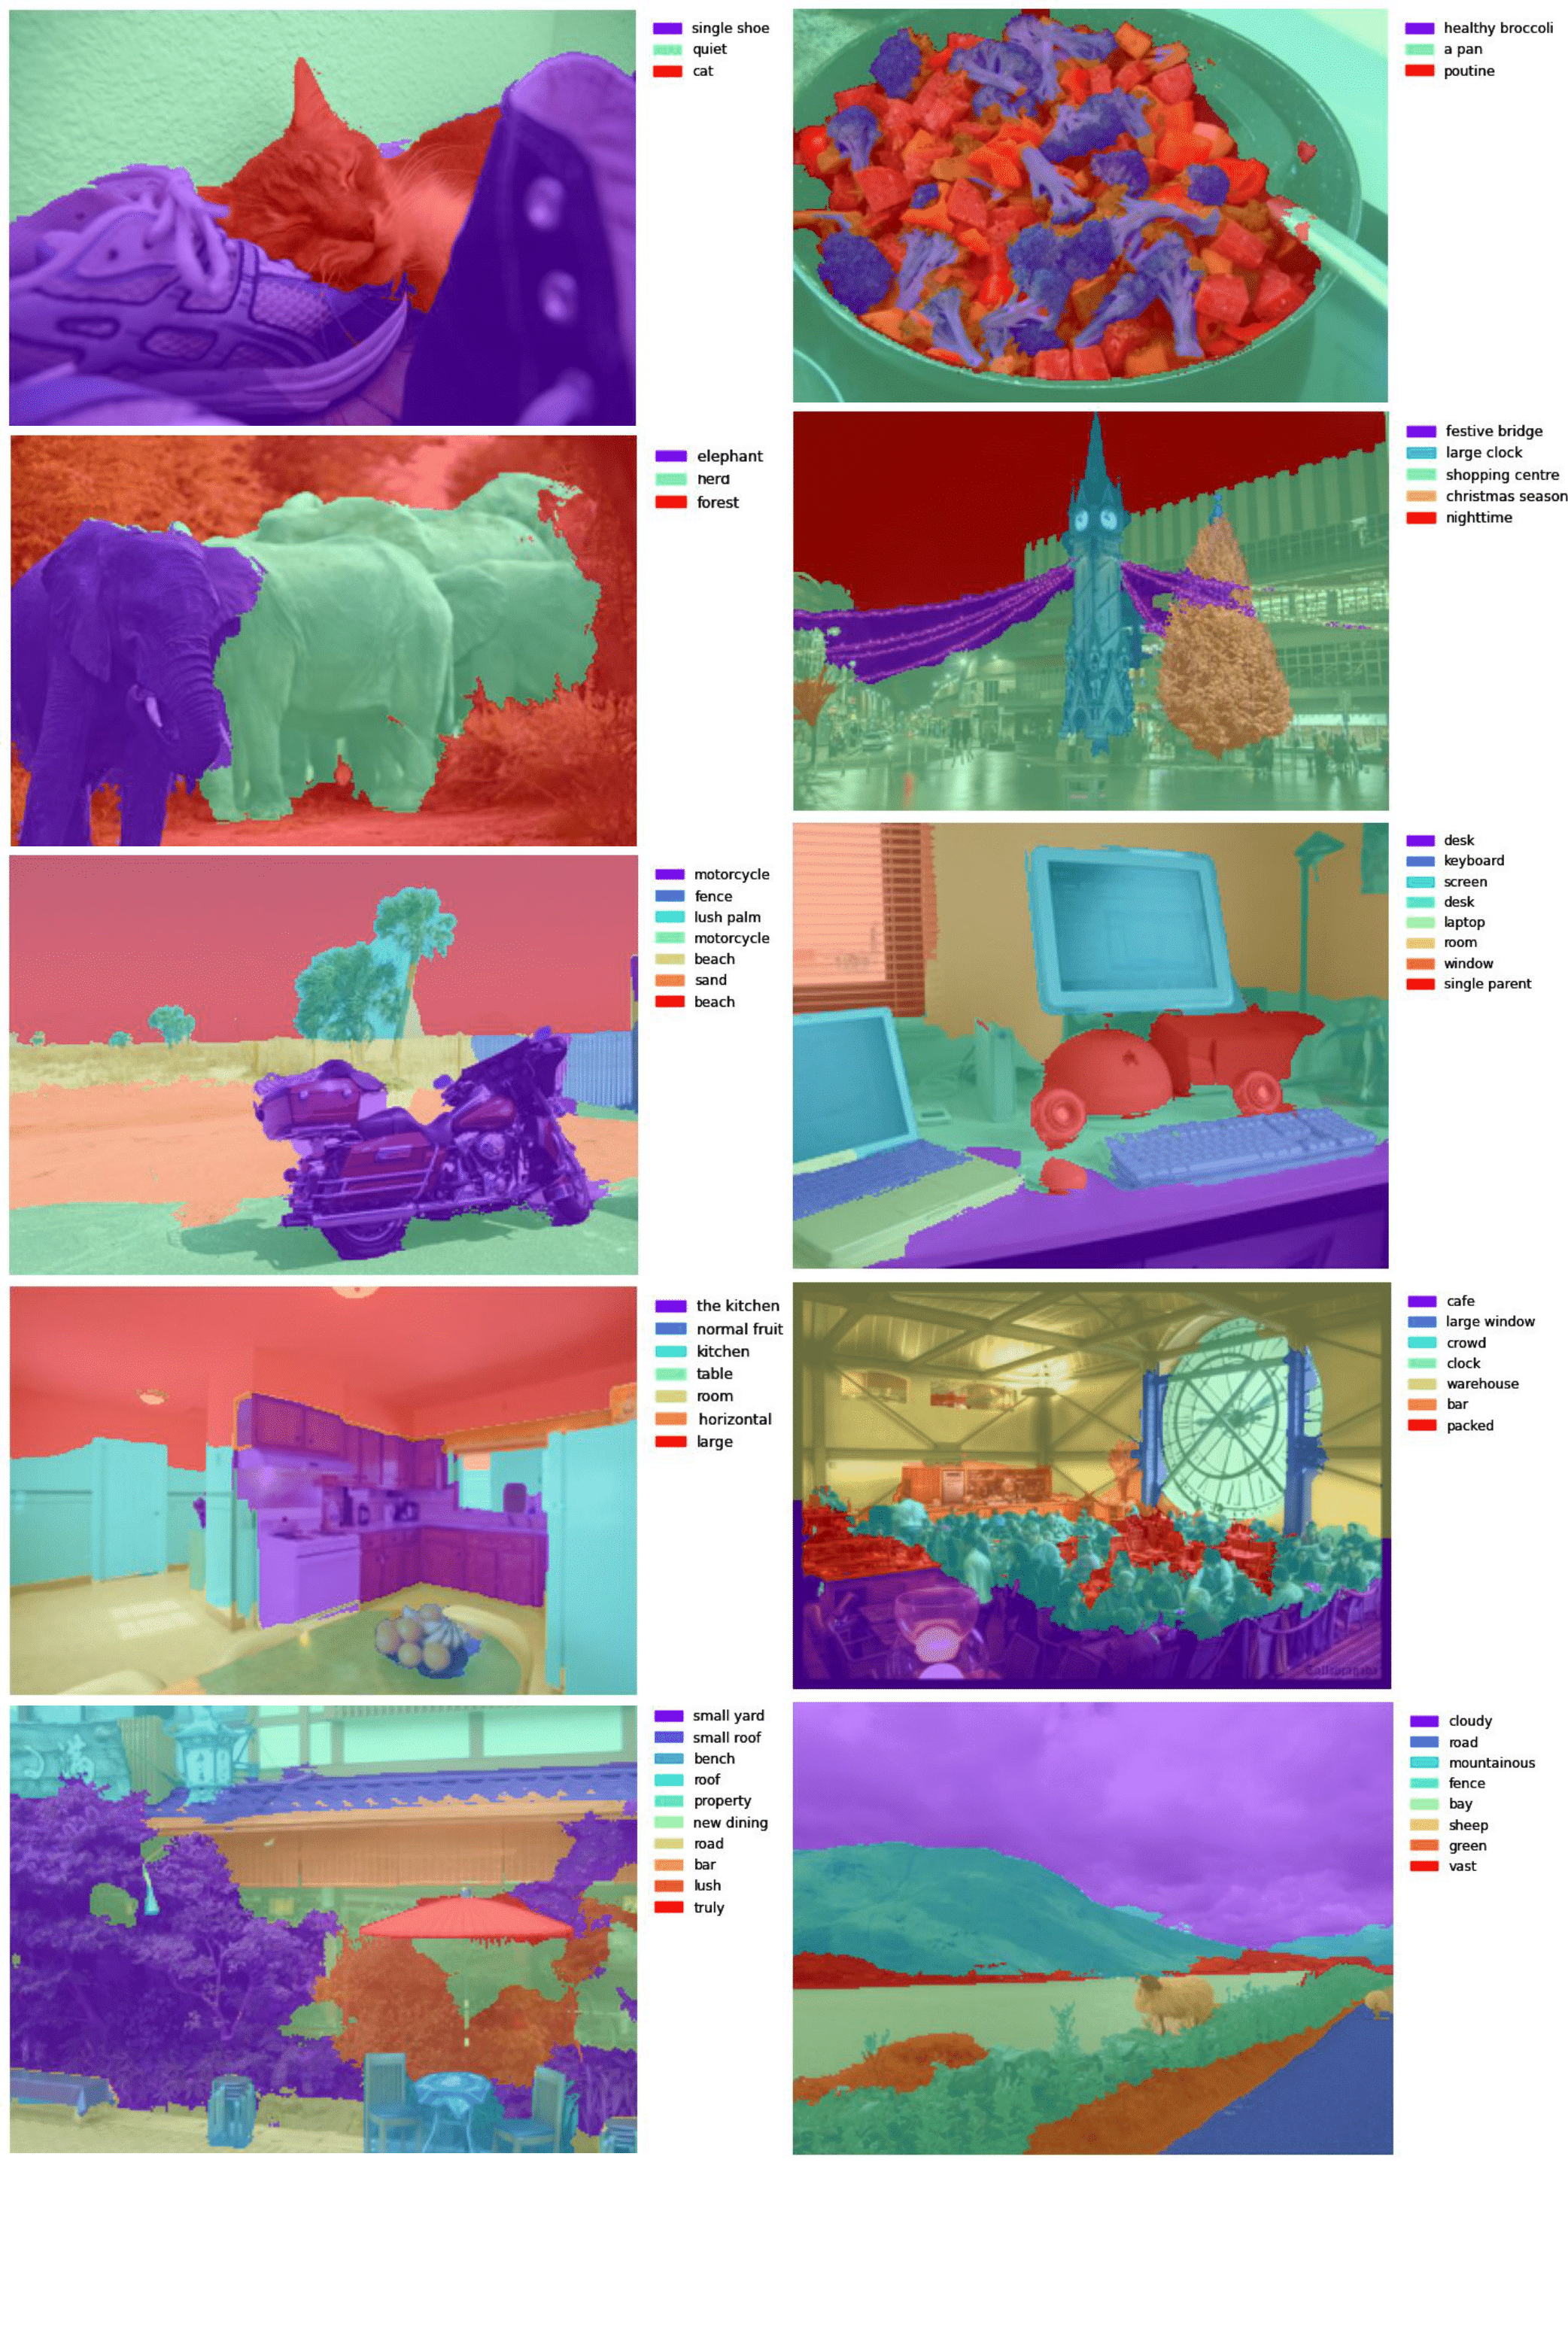 single shoe
quiet
cat
healthy broccoli
a pan
poutine
elephant
herd
forest
festive bridge
large clock
shopping centre
christmas season
nighttime
motorcycle
fence
lush palm
motorcycle
beach
sand
beach
desk
keyboard
screen
desk
laptop
room
window
single parent
the kitchen
normal fruit
kitchen
table
room
horizontal
large
cafe
large window
crowd
clock
warehouse
bar
packed
small yard
small roof
bench
roof
property
new dining
road
bar
lush
truly
cloudy
road
mountainous
fence
bay
sheep
green
vast